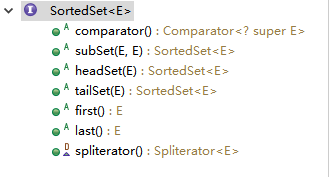 SortedSet<E>
comparator() : Comparator<? super E>
subSet(E, E) : SortedSet<E>
headSet(E) : SortedSet<E>
tailSet(E) : SortedSet<E>
first() : E
last() : E
spliterator() : Spliterator<E>